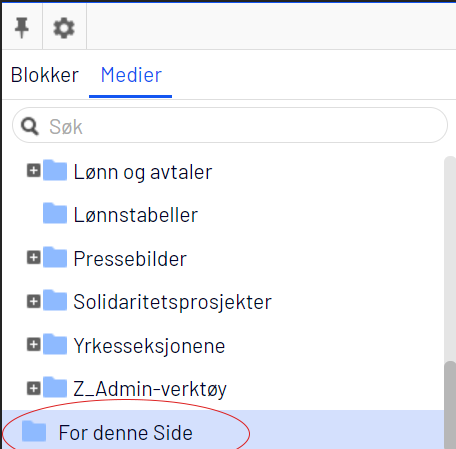 Blokker Medier
Søk
Lønn og avtaler
Lønnstabeller
Pressebilder
Solidaritetsprosjekter
Yrkesseksjonene
Z_Admin-verktøy
For denne Side